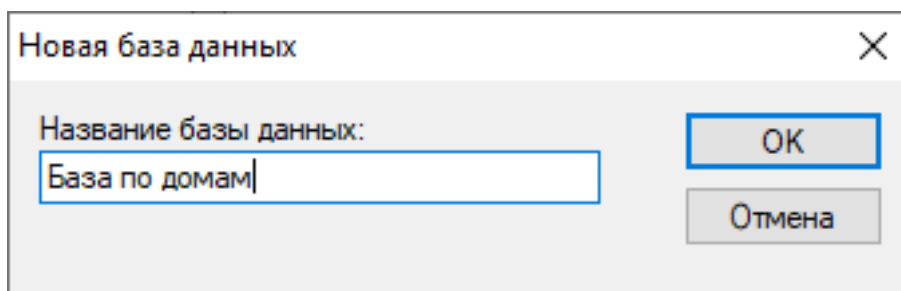 Новая база данных
Название базы данных:
База по домам
OK
Отмена